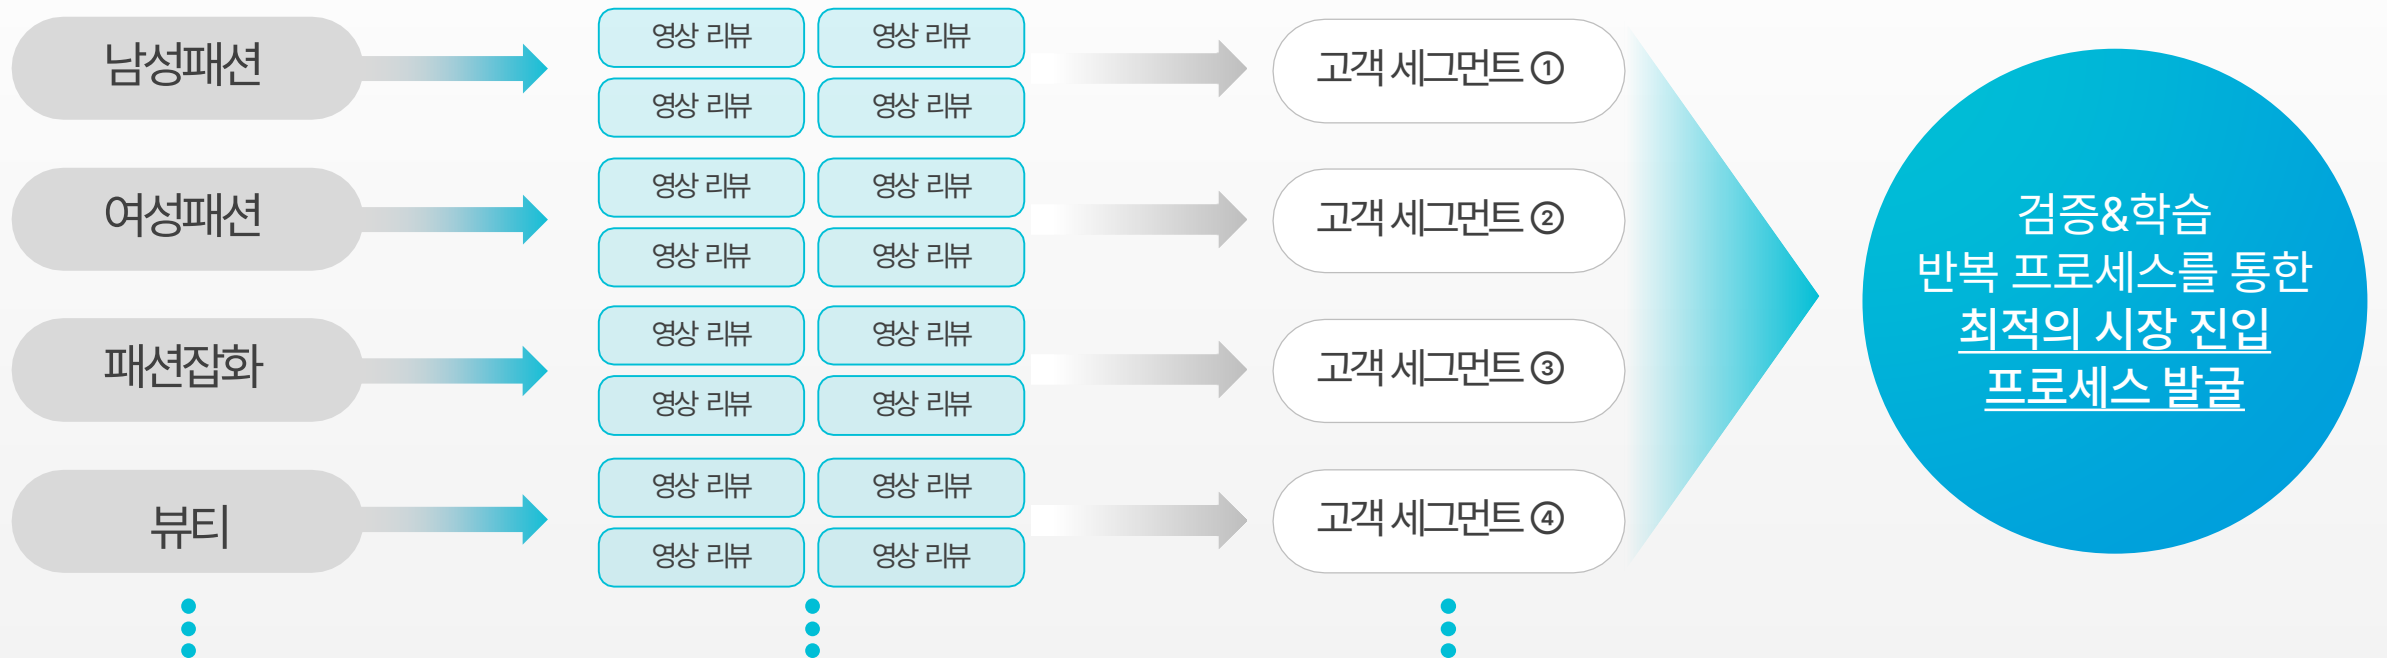 남성패션
영상 리뷰
영상 리뷰
영상 리뷰
영상 리뷰
고객 세그먼트 ①
여성패션
영상 리뷰
영상 리뷰
영상 리뷰
영상 리뷰
고객 세그먼트 ②
패션잡화
영상 리뷰
영상 리뷰
영상 리뷰
영상 리뷰
고객 세그먼트 ③
뷰티
영상 리뷰
영상 리뷰
영상 리뷰
영상 리뷰
고객 세그먼트 ④
검증&학습
반복 프로세스를 통한
최적의 시장 진입
프로세스 발굴